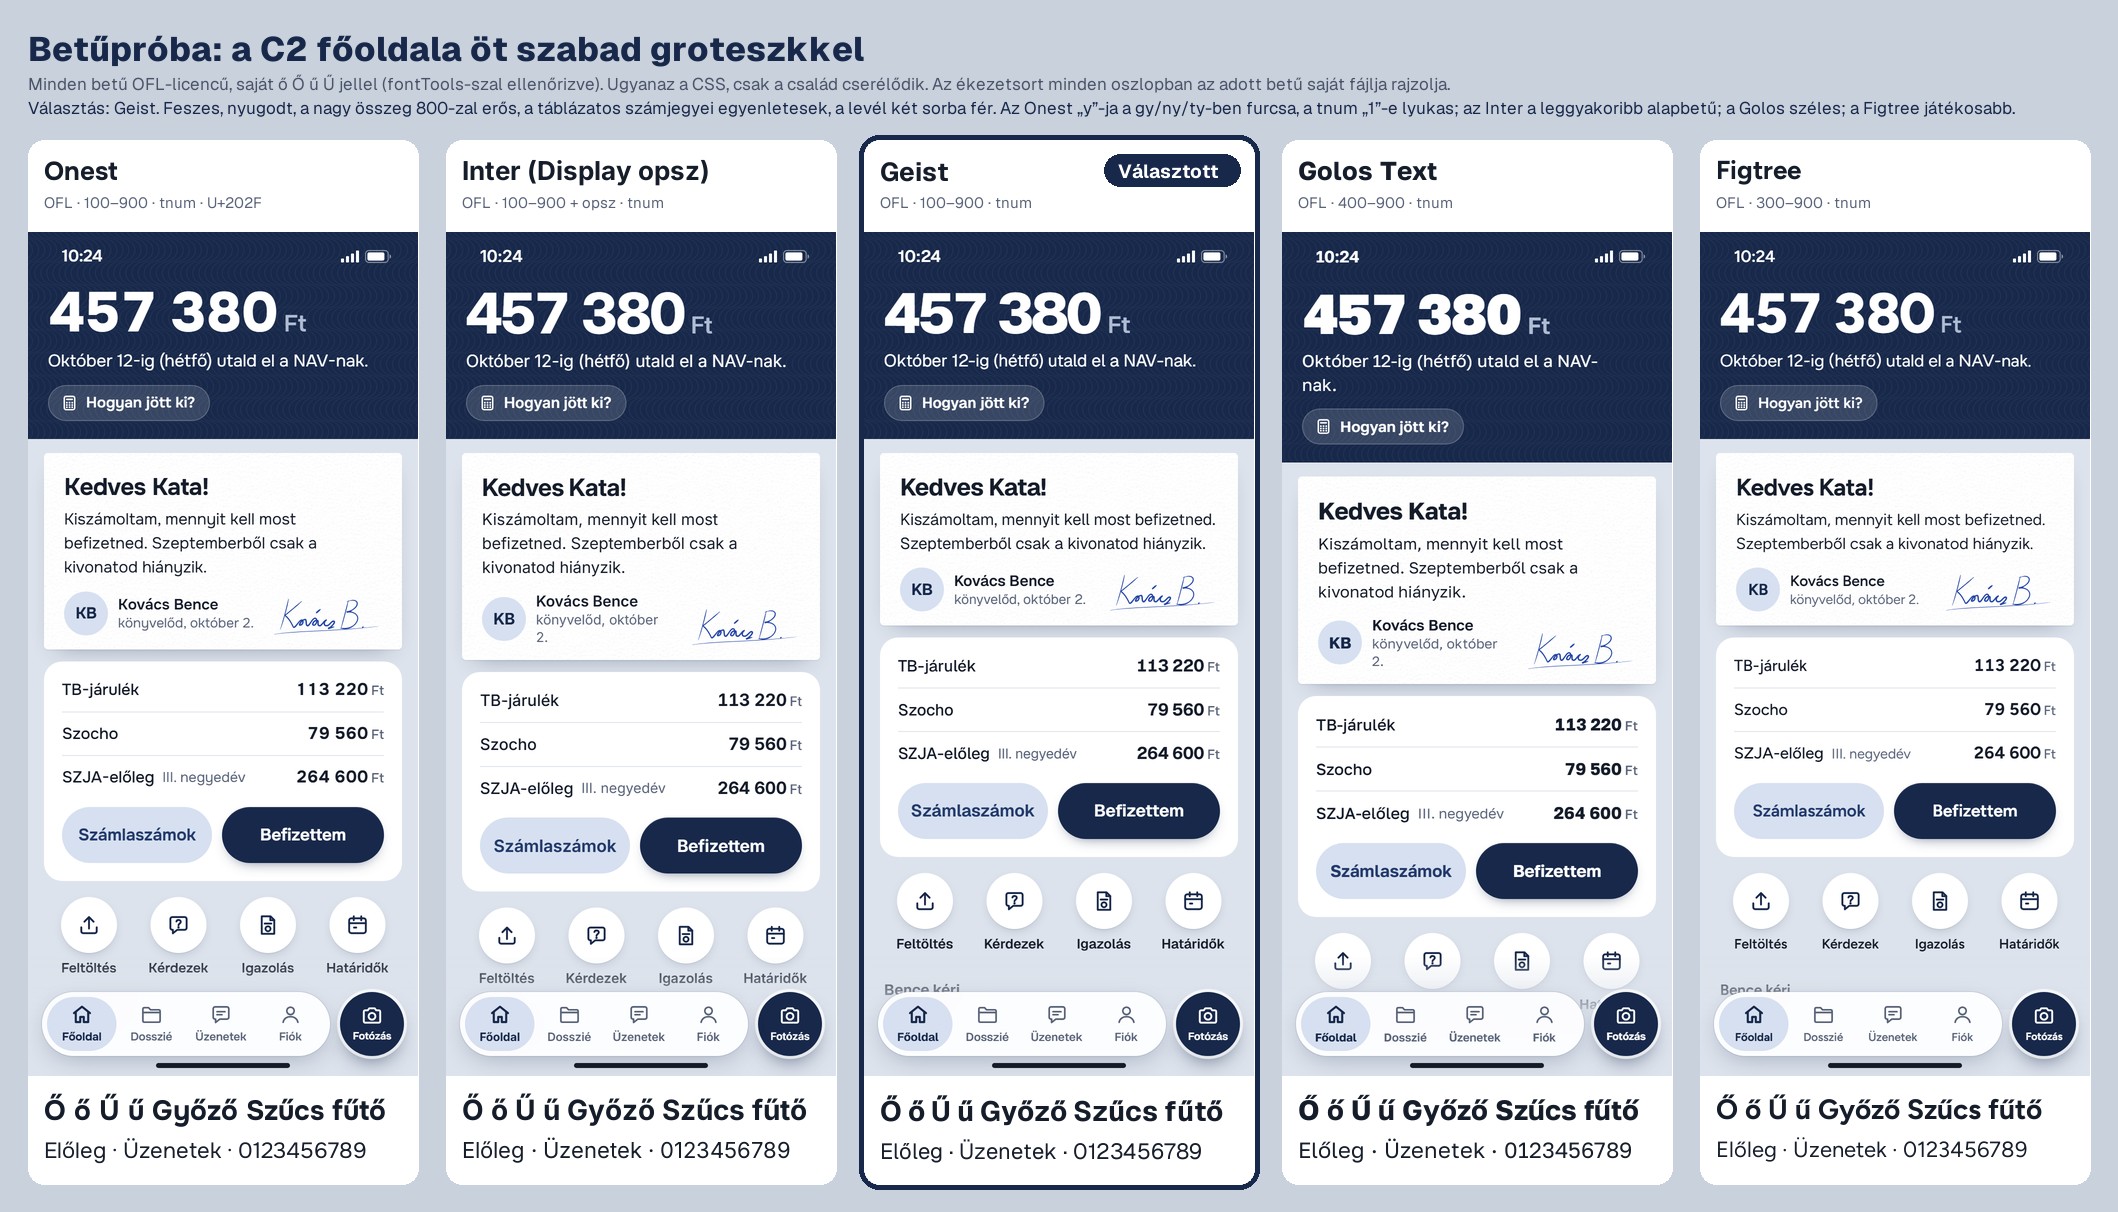 Betűpróba: a C2 főoldala öt szabad groteszkkel
Minden betű OFL-licencű, saját ő Ő ű Ű jellel (fontTools-szal ellenőrizve). Ugyanaz a CSS, csak a család cserélődik. Az ékezetsort minden oszlopban az adott betű saját fájlja rajzolja.
Választás: Geist. Feszes, nyugodt, a nagy összeg 800-zal erős, a táblázatos számjegyei egyenletesek, a levél két sorba fér. Az Onest „y”-ja a gy/ny/ty-ben furcsa, a tnum „1”-e lyukas; az Inter a leggyakoribb alapbetű; a Golos széles; a Figtree játékosabb.
Onest
OFL · 100–900 · tnum · U+202F
10:24
457 380 Ft
Október 12-ig (hétfő) utald el a NAV-nak.
Hogyan jött ki?
Kedves Kata!
Kiszámoltam, mennyit kell most
befizetned. Szeptemberből csak a
kivonatod hiányzik.
KB
Kovács Bence
könyvelőd, október 2.
Kovács B.
TB-járulék 113 220 Ft
Szocho 79 560 Ft
SZJA-előleg III. negyedév 264 600 Ft
Számlaszámok Befizettem
Feltöltés Kérdezek Igazolás Határidők
Főoldal Dosszié Üzenetek Fiók Fotózás
Ő ő Ű ű Győző Szűcs fűtő
Előleg · Üzenetek · 0123456789
Inter (Display opsz)
OFL · 100–900 + opsz · tnum
10:24
457 380 Ft
Október 12-ig (hétfő) utald el a NAV-nak.
Hogyan jött ki?
Kedves Kata!
Kiszámoltam, mennyit kell most
befizetned. Szeptemberből csak a
kivonatod hiányzik.
KB
Kovács Bence
könyvelőd, október
2.
Kovács B.
TB-járulék 113 220 Ft
Szocho 79 560 Ft
SZJA-előleg III. negyedév 264 600 Ft
Számlaszámok Befizettem
Feltöltés Kérdezek Igazolás Határidők
Főoldal Dosszié Üzenetek Fiók Fotózás
Ő ő Ű ű Győző Szűcs fűtő
Előleg · Üzenetek · 0123456789
Geist Választott
OFL · 100–900 · tnum
10:24
457 380 Ft
Október 12-ig (hétfő) utald el a NAV-nak.
Hogyan jött ki?
Kedves Kata!
Kiszámoltam, mennyit kell most befizetned.
Szeptemberből csak a kivonatod hiányzik.
KB
Kovács Bence
könyvelőd, október 2.
Kovács B.
TB-járulék 113 220 Ft
Szocho 79 560 Ft
SZJA-előleg III. negyedév 264 600 Ft
Számlaszámok Befizettem
Feltöltés Kérdezek Igazolás Határidők
Bence kéri
Főoldal Dosszié Üzenetek Fiók Fotózás
Ő ő Ű ű Győző Szűcs fűtő
Előleg · Üzenetek · 0123456789
Golos Text
OFL · 400–900 · tnum
10:24
457 380 Ft
Október 12-ig (hétfő) utald el a NAV-
nak.
Hogyan jött ki?
Kedves Kata!
Kiszámoltam, mennyit kell most
befizetned. Szeptemberből csak a
kivonatod hiányzik.
KB
Kovács Bence
könyvelőd, október
2.
Kovács B.
TB-járulék 113 220 Ft
Szocho 79 560 Ft
SZJA-előleg III. negyedév 264 600 Ft
Számlaszámok Befizettem
Főoldal Dosszié Üzenetek Fiók Fotózás
Ő ő Ű ű Győző Szűcs fűtő
Előleg · Üzenetek · 0123456789
Figtree
OFL · 300–900 · tnum
10:24
457 380 Ft
Október 12-ig (hétfő) utald el a NAV-nak.
Hogyan jött ki?
Kedves Kata!
Kiszámoltam, mennyit kell most befizetned.
Szeptemberből csak a kivonatod hiányzik.
KB
Kovács Bence
könyvelőd, október 2.
Kovács B.
TB-járulék 113 220 Ft
Szocho 79 560 Ft
SZJA-előleg III. negyedév 264 600 Ft
Számlaszámok Befizettem
Feltöltés Kérdezek Igazolás Határidők
Bence kéri
Főoldal Dosszié Üzenetek Fiók Fotózás
Ő ő Ű ű Győző Szűcs fűtő
Előleg · Üzenetek · 0123456789